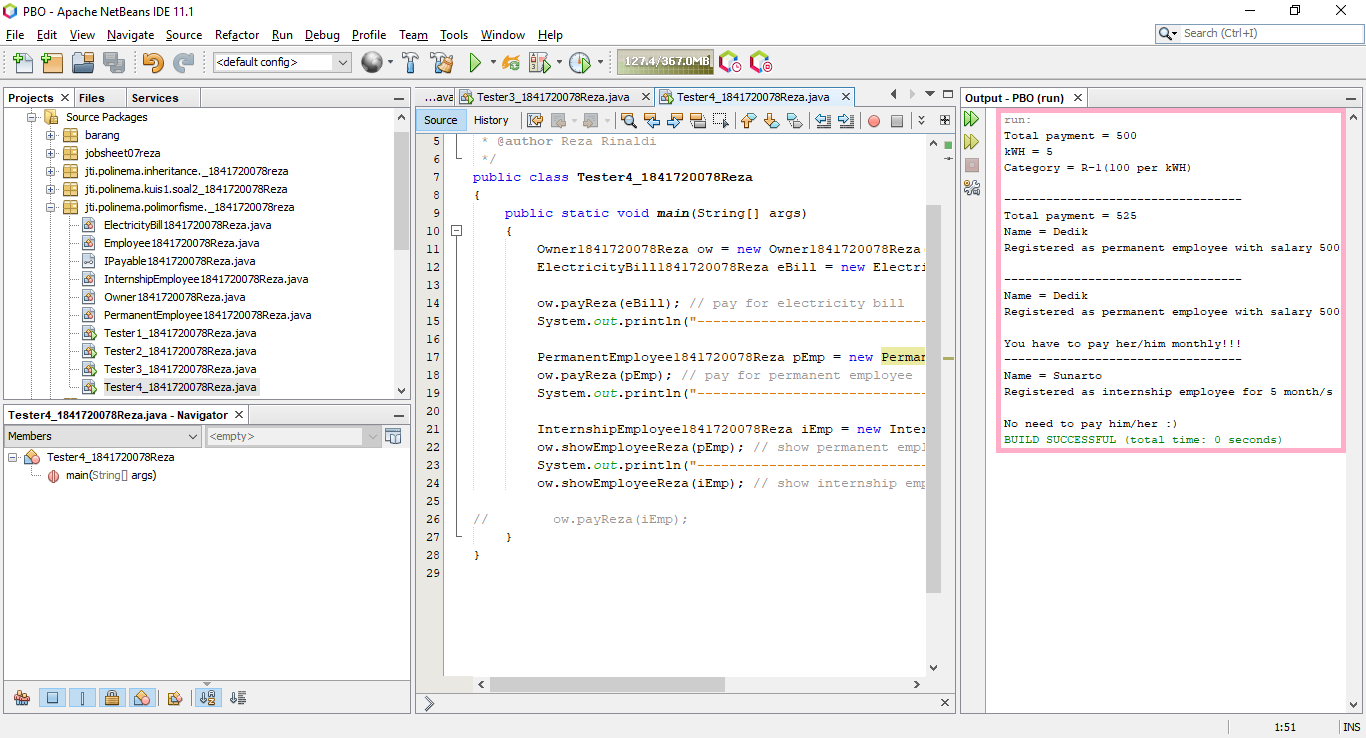 PBO - Apache NetBeans IDE 11.1
File Edit View Navigate Source Refactor Run Debug Profile Team Tools Window Help
Search (Ctrl+I)
<default config>
127.4/367.0MB
Projects Files Services
Source Packages
barang
jobsheet07reza
jti.polinema.inheritance._1841720078reza
jti.polinema.kuis1.soal2_1841720078Reza
jti.polinema.polimorfisme._1841720078reza
ElectricityBill1841720078Reza.java
Employee1841720078Reza.java
IPayable1841720078Reza.java
InternshipEmployee1841720078Reza.java
Owner1841720078Reza.java
PermanentEmployee1841720078Reza.java
Tester1_1841720078Reza.java
Tester2_1841720078Reza.java
Tester3_1841720078Reza.java
Tester4_1841720078Reza.java
Tester4_1841720078Reza.java - Navigator
Members
<empty>
Tester4_1841720078Reza
main(String[] args)
...ava Tester3_1841720078Reza.java Tester4_1841720078Reza.java
Source History
5 * @author Reza Rinaldi
6 */
7 public class Tester4_1841720078Reza
8 {
9 public static void main(String[] args)
10 {
11 Owner1841720078Reza ow = new Owner1841720078Reza(
12 ElectricityBill1841720078Reza eBill = new Electri
13
14 ow.payReza(eBill); // pay for electricity bill
15 System.out.println("-----------------------------
16
17 PermanentEmployee1841720078Reza pEmp = new Perman
18 ow.payReza(pEmp); // pay for permanent employee
19 System.out.println("-----------------------------
20
21 InternshipEmployee1841720078Reza iEmp = new Inter
22 ow.showEmployeeReza(pEmp); // show permanent empl
23 System.out.println("-----------------------------
24 ow.showEmployeeReza(iEmp); // show internship emp
25
26 // ow.payReza(iEmp);
27 }
28 }
29
Output - PBO (run)
run:
Total payment = 500
kWH = 5
Category = R-1(100 per kWH)
------------------------------
Total payment = 525
Name = Dedik
Registered as permanent employee with salary 500
------------------------------
Name = Dedik
Registered as permanent employee with salary 500
You have to pay her/him monthly!!!
------------------------------
Name = Sunarto
Registered as internship employee for 5 month/s
No need to pay him/her :)
BUILD SUCCESSFUL (total time: 0 seconds)
1:51 INS